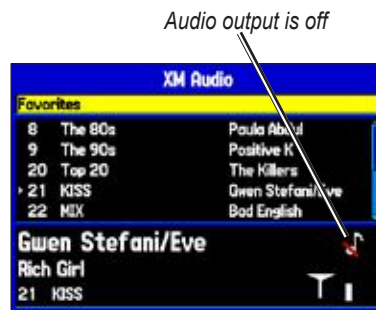 Audio output is off
XM Audio
Favorites
8 The 80s Paula Abdul
9 The 90s Positive K
20 Top 20 The Killers
21 KISS Gwen Stefani/Eve
22 MIX Bad English
Gwen Stefani/Eve
Rich Girl
21 KISS